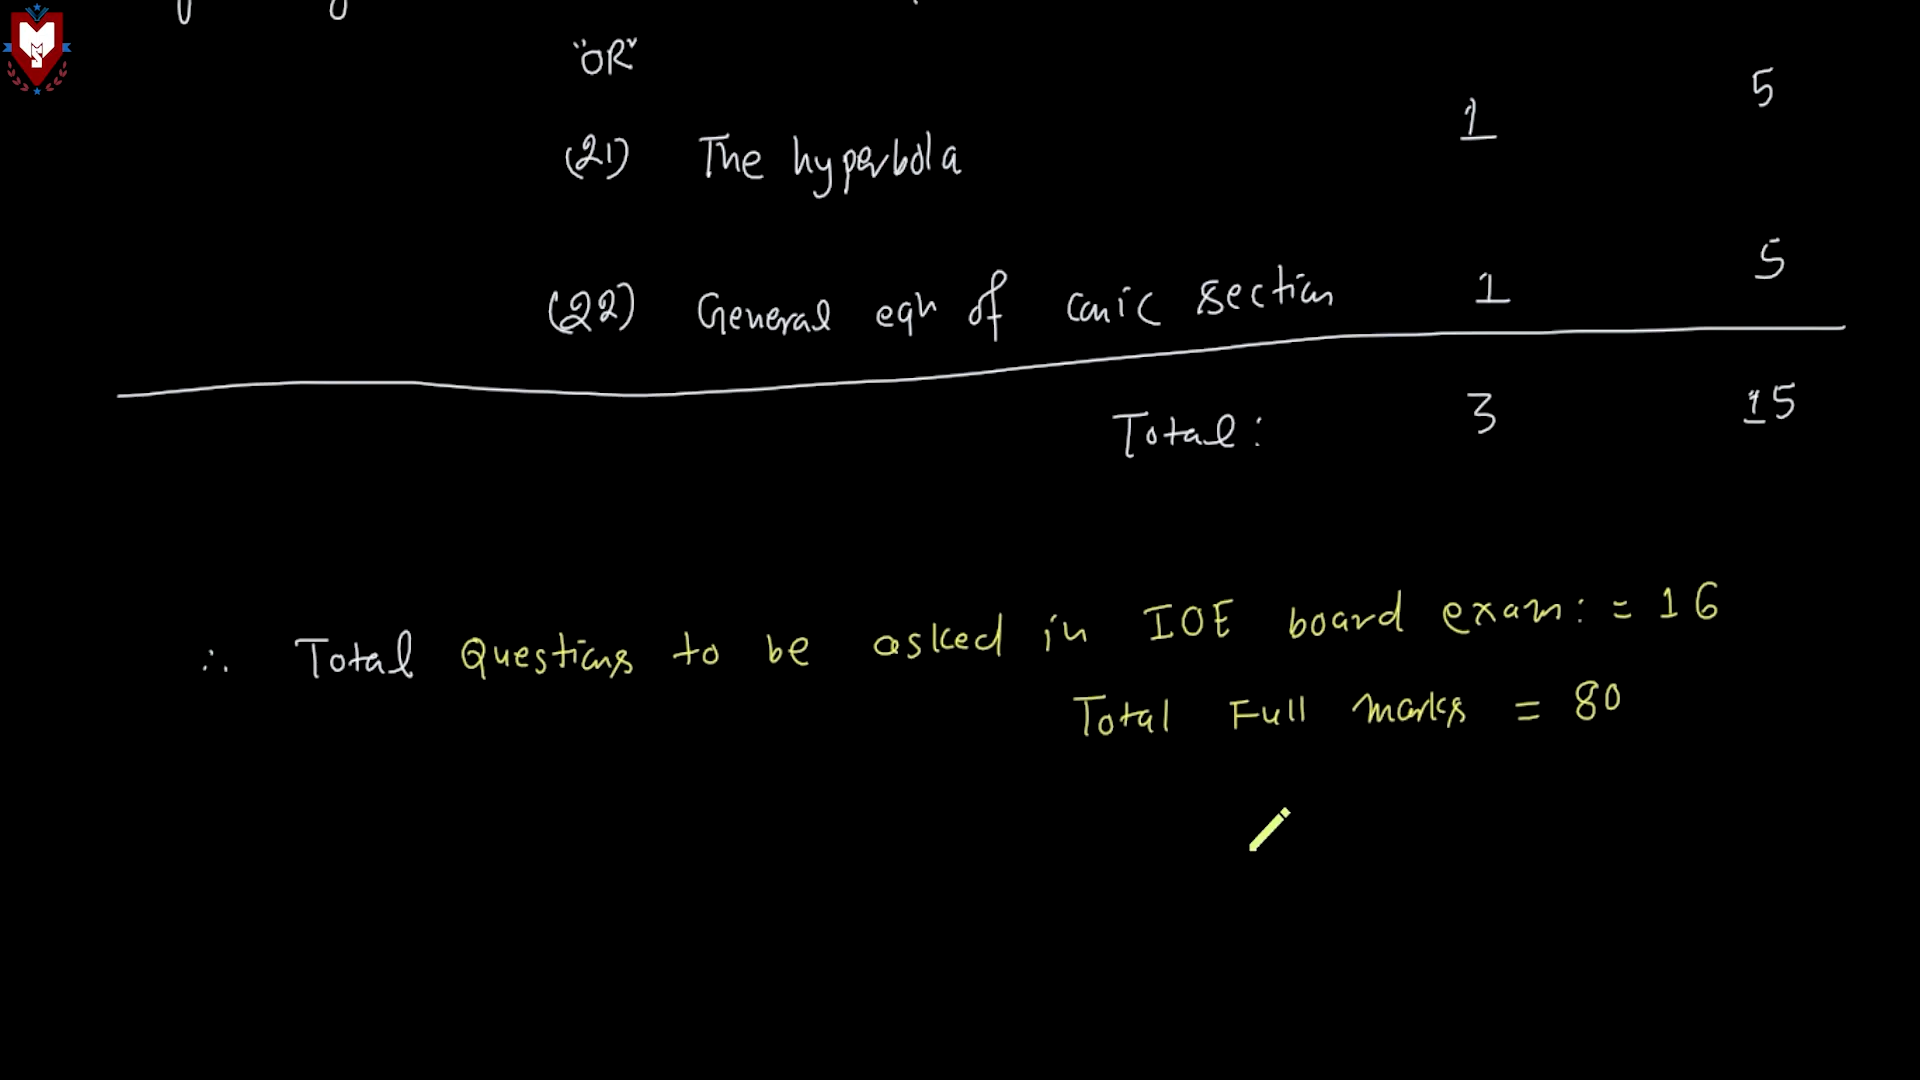 "OR"
(21) The hyperbola 1 5
(22) General eqn of conic section 1 5
Total: 3 15
∴ Total Questions to be asked in IOE board exam: = 16
Total Full marks = 80